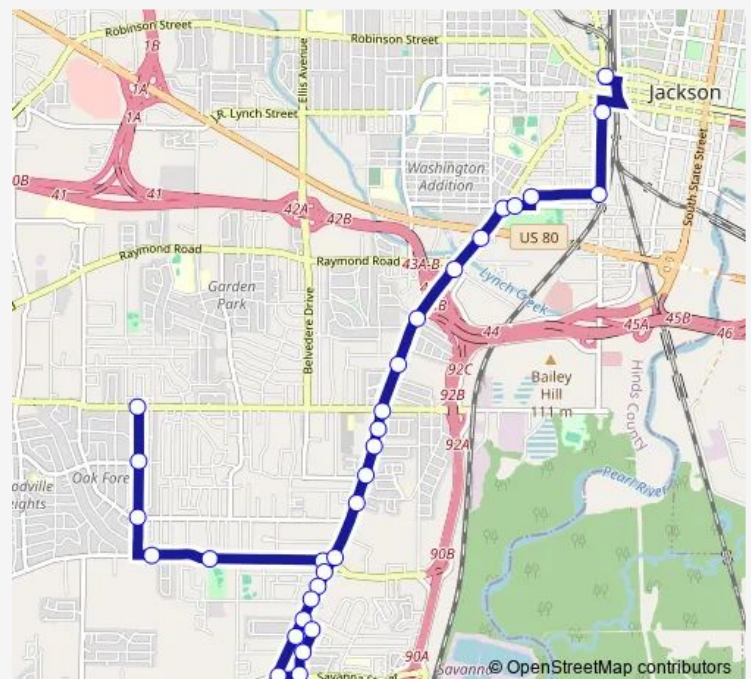 Robinson Street
Robinson Street
1B
1A
1A
Ellis Avenue
J.R. Lynch Street
Jackson
Washington
Addition
South State Street
0B
41
41
42A
42B
US 80
Raymond Road
Raymond Road
43A-B
Garden
Park
Lynch Creek
Belvedere Drive
44
45A
45B
46
92C
92B
92A
Bailey
Hill
111 m
Hinds County
Oak Fore
odville
eights
Pearl River
90B
90A
Savanna Street
Savanna
© OpenStreetMap contributors